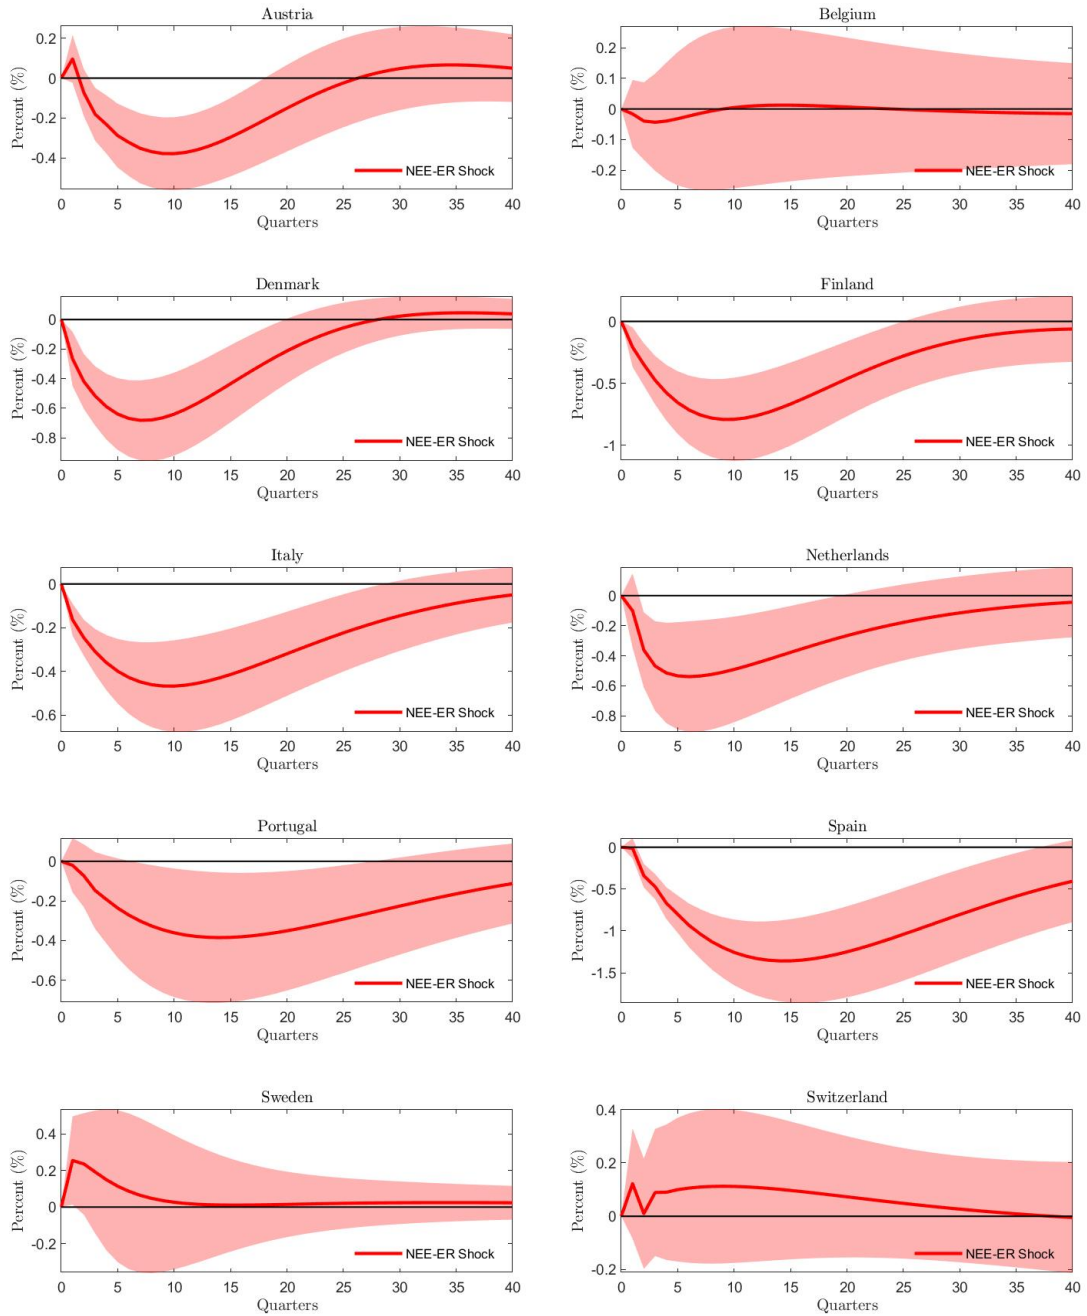 Austria
Percent (%)
0.2
0
-0.2
-0.4
NEE-ER Shock
0 5 10 15 20 25 30 35 40
Quarters
Belgium
Percent (%)
0.2
0.1
0
-0.1
-0.2
NEE-ER Shock
0 5 10 15 20 25 30 35 40
Quarters
Denmark
Percent (%)
0
-0.2
-0.4
-0.6
-0.8
NEE-ER Shock
0 5 10 15 20 25 30 35 40
Quarters
Finland
Percent (%)
0
-0.5
-1
NEE-ER Shock
0 5 10 15 20 25 30 35 40
Quarters
Italy
Percent (%)
0
-0.2
-0.4
-0.6
NEE-ER Shock
0 5 10 15 20 25 30 35 40
Quarters
Netherlands
Percent (%)
0
-0.2
-0.4
-0.6
-0.8
NEE-ER Shock
0 5 10 15 20 25 30 35 40
Quarters
Portugal
Percent (%)
0
-0.2
-0.4
-0.6
NEE-ER Shock
0 5 10 15 20 25 30 35 40
Quarters
Spain
Percent (%)
0
-0.5
-1
-1.5
NEE-ER Shock
0 5 10 15 20 25 30 35 40
Quarters
Sweden
Percent (%)
0.4
0.2
0
-0.2
NEE-ER Shock
0 5 10 15 20 25 30 35 40
Quarters
Switzerland
Percent (%)
0.4
0.2
0
-0.2
NEE-ER Shock
0 5 10 15 20 25 30 35 40
Quarters